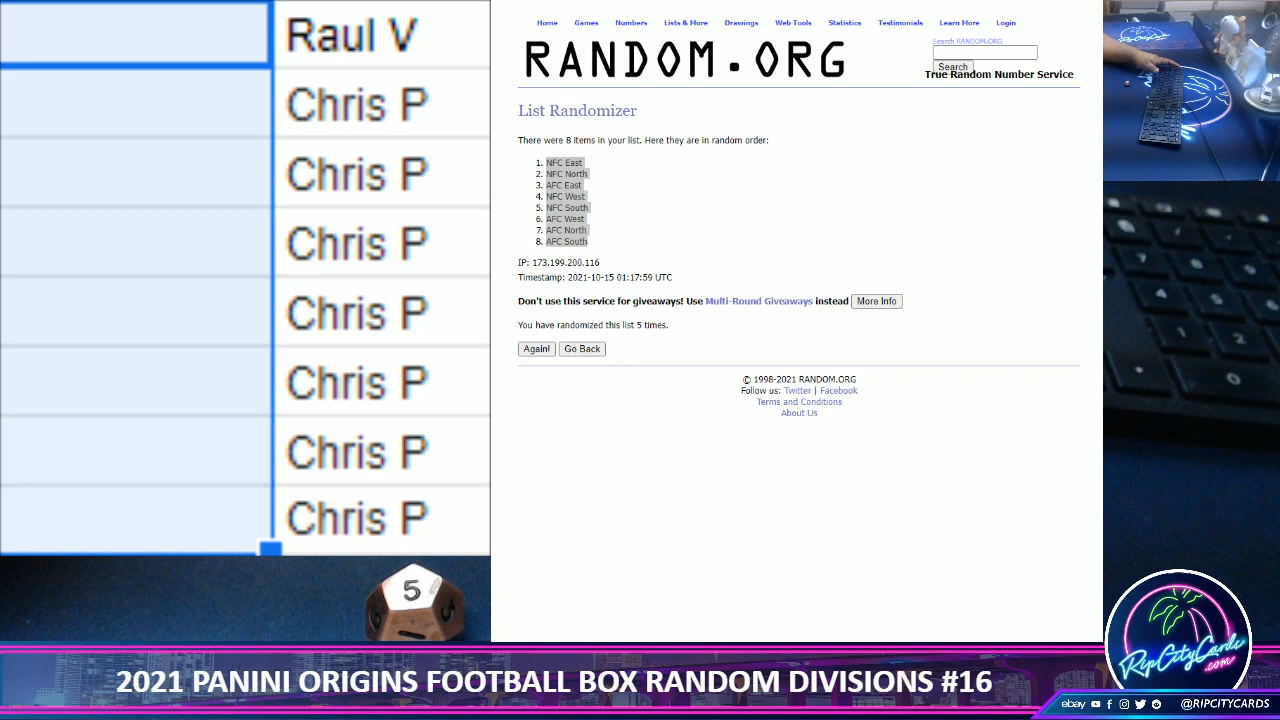 Raul V
Chris P
Chris P
Chris P
Chris P
Chris P
Chris P
Chris P
5
Home Games Numbers Lists & More Drawings Web Tools Statistics Testimonials Learn More Login
RANDOM.ORG
Search RANDOM.ORG
Search
True Random Number Service
List Randomizer
There were 8 items in your list. Here they are in random order:
1. NFC East
2. NFC North
3. AFC East
4. NFC West
5. NFC South
6. AFC West
7. AFC North
8. AFC South
IP: 173.199.200.116
Timestamp: 2021-10-15 01:17:59 UTC
Don't use this service for giveaways! Use Multi-Round Giveaways instead More Info
You have randomized this list 5 times.
Again! Go Back
© 1998-2021 RANDOM.ORG
Follow us: Twitter | Facebook
Terms and Conditions
About Us
2021 PANINI ORIGINS FOOTBALL BOX RANDOM DIVISIONS #16
RipCityCards
.com
ebay @RIPCITYCARDS